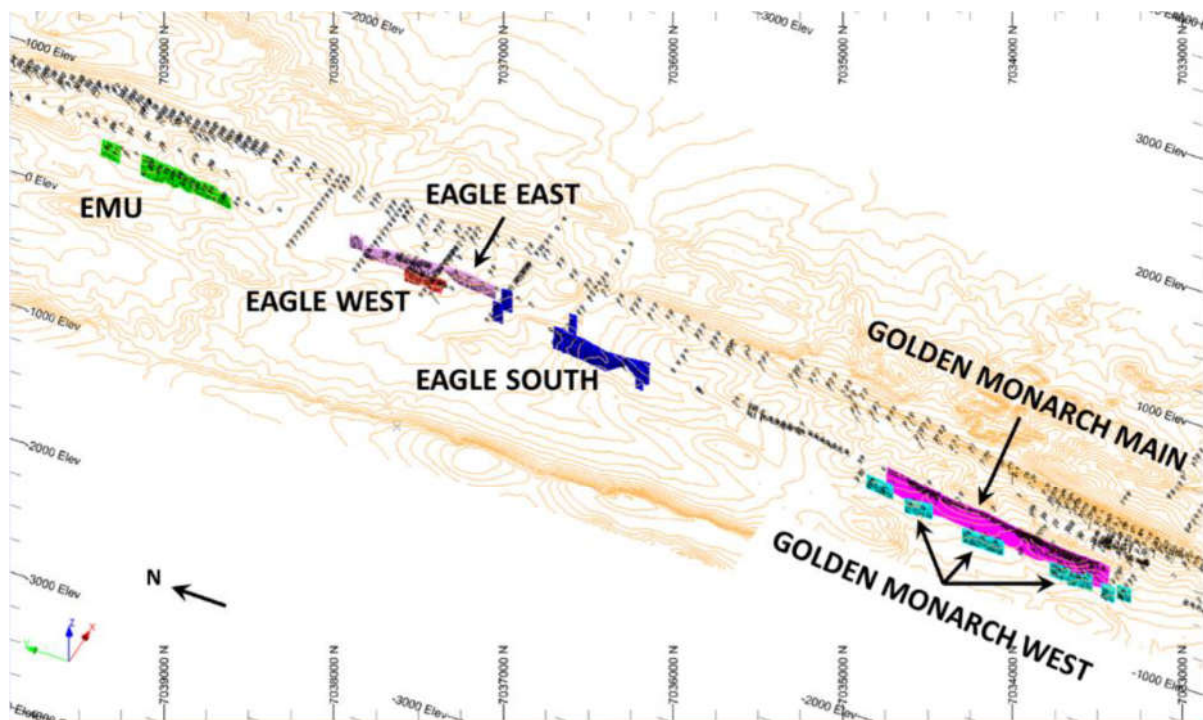 2000 Elev
-3000 Elev
-4000 Elev
1000 Elev
7039000 N
7038000 N
7037000 N
7036000 N
7035000 N
7034000 N
7033000 N
3000 Elev
0 Elev
EAGLE EAST
EMU
2000 Elev
EAGLE WEST
-1000 Elev
GOLDEN MONARCH MAIN
EAGLE SOUTH
1000 Elev
-2000 Elev
GOLDEN MONARCH WEST
N
-3000 Elev
Z
X
Y
7039000 N
7038000 N
7037000 N
7036000 N
7035000 N
7034000 N
7033000 N
-1000 Elev
-3000 Elev
-2000 Elev